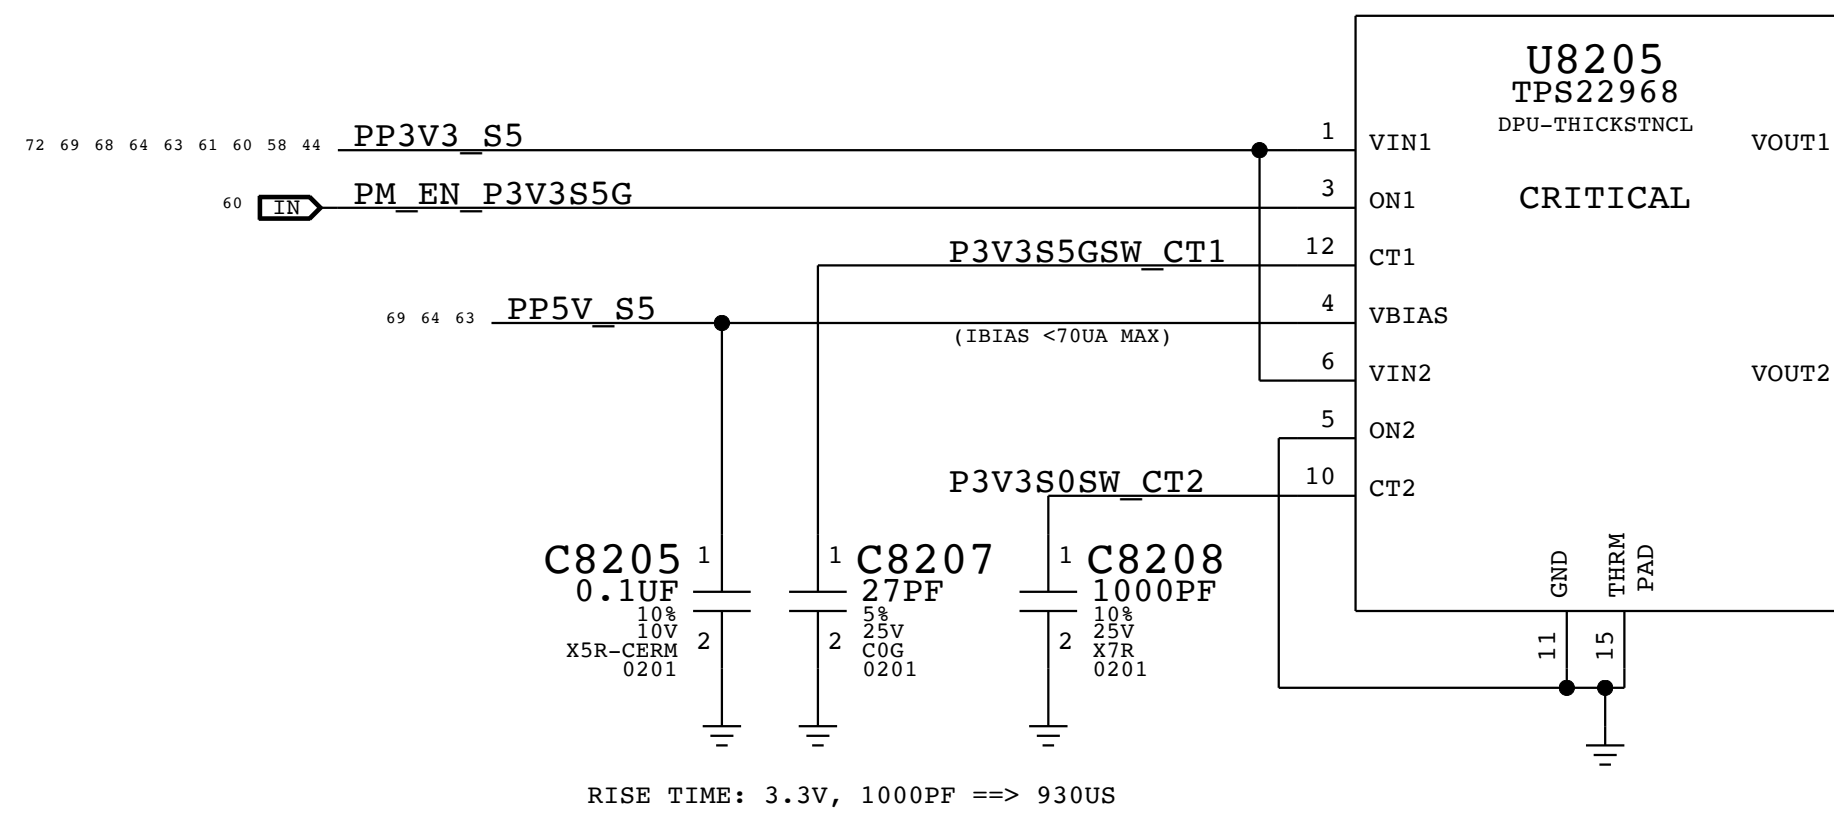 U8205
TPS22968
DPU-THICKSTNCL
CRITICAL
72 69 68 64 63 61 60 58 44 PP3V3_S5 1 VIN1 VOUT1
60 IN PM_EN_P3V3S5G 3 ON1
P3V3S5GSW_CT1 12 CT1
69 64 63 PP5V_S5 4 VBIAS
(IBIAS <70UA MAX)
6 VIN2 VOUT2
5 ON2
P3V3S0SW_CT2 10 CT2
C8205 1
0.1UF
10%
10V
X5R-CERM 2
0201
1 C8207
27PF
5%
25V
2 C0G
0201
1 C8208
1000PF
10%
25V
2 X7R
0201
GND
THRM
PAD
11
15
RISE TIME: 3.3V, 1000PF ==> 930US